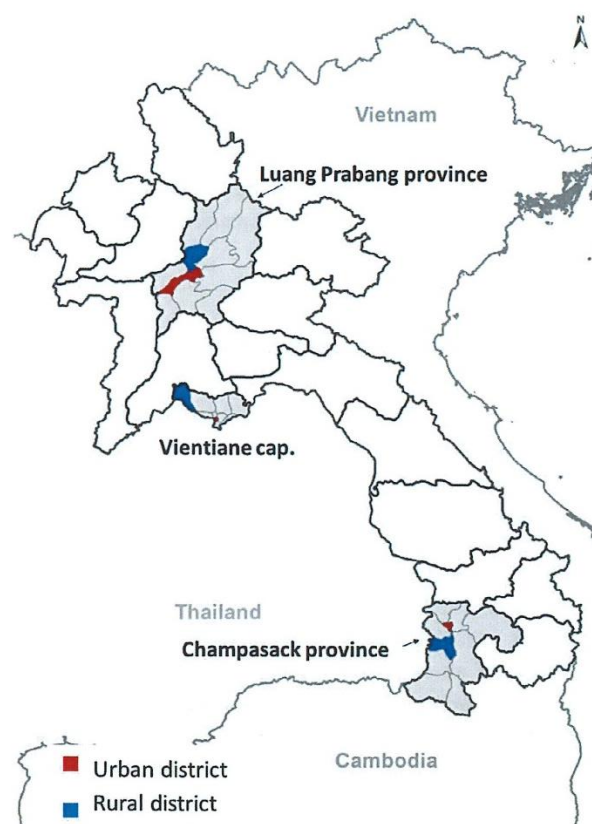 N
Vietnam
Luang Prabang province
Vientiane cap.
Thailand
Champasack province
Cambodia
Urban district
Rural district